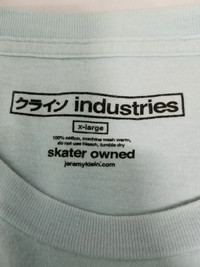 クライン industries
x-large
100% cotton, machine wash warm,
do not use bleach, tumble dry
skater owned
jeremyklein.com